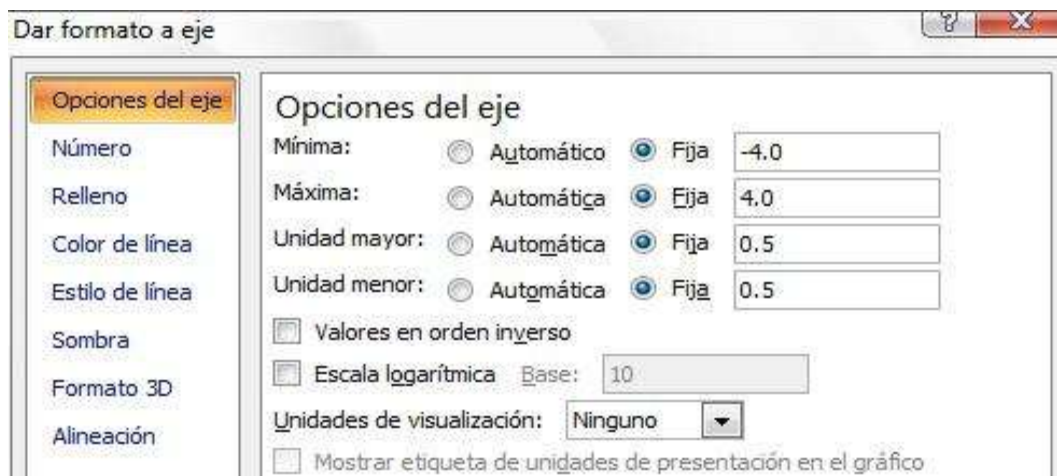 Dar formato a eje
Opciones del eje
Número
Relleno
Color de línea
Estilo de línea
Sombra
Formato 3D
Alineación
Opciones del eje
Mínima: Automático Fija -4.0
Máxima: Automática Fija 4.0
Unidad mayor: Automática Fija 0.5
Unidad menor: Automática Fija 0.5
Valores en orden inverso
Escala logarítmica Base: 10
Unidades de visualización: Ninguno
Mostrar etiqueta de unidades de presentación en el gráfico